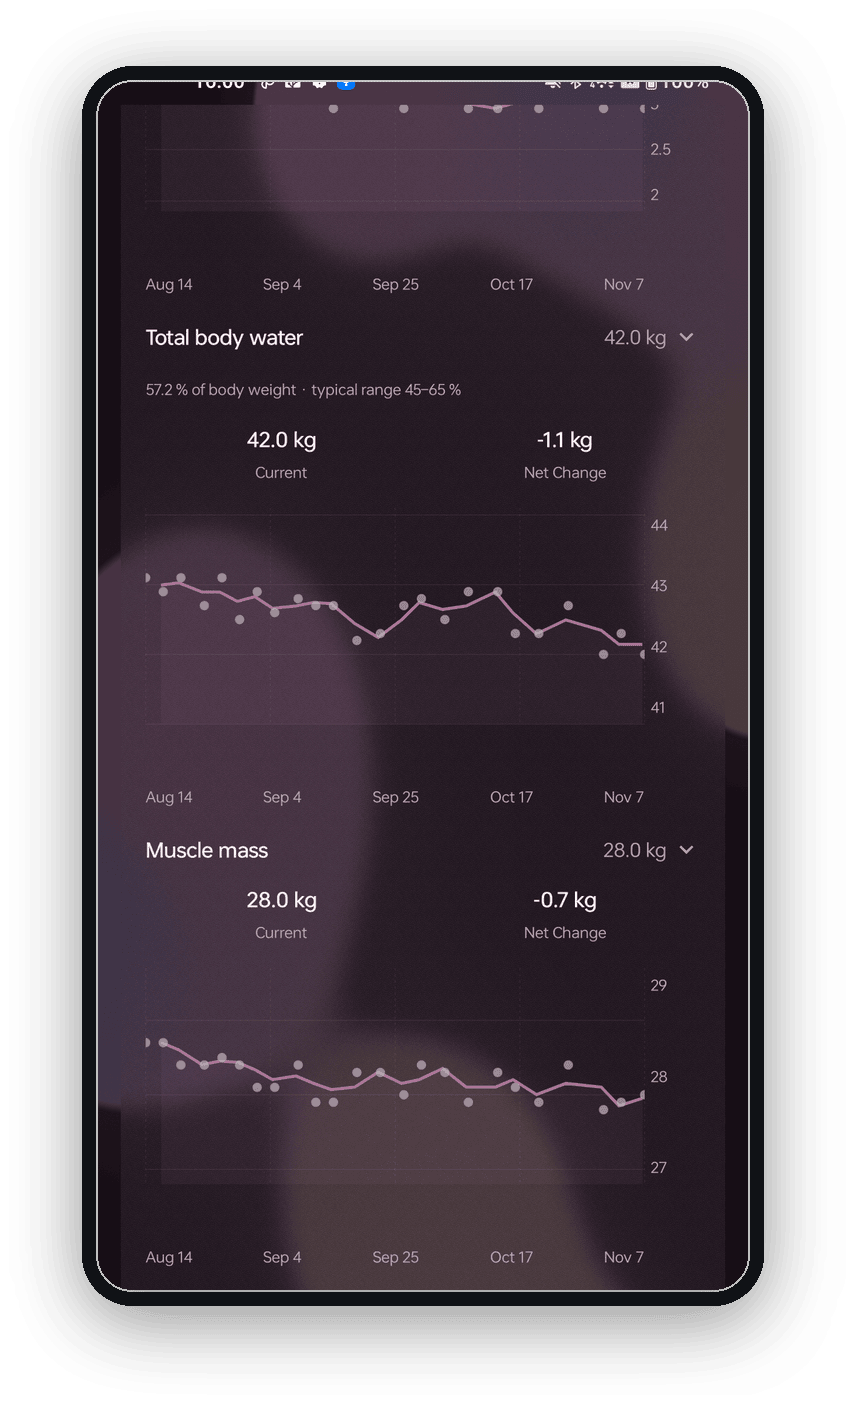 100%
2.5
2
Aug 14 Sep 4 Sep 25 Oct 17 Nov 7
Total body water 42.0 kg
57.2 % of body weight · typical range 45–65 %
42.0 kg -1.1 kg
Current Net Change
44
43
42
41
Aug 14 Sep 4 Sep 25 Oct 17 Nov 7
Muscle mass 28.0 kg
28.0 kg -0.7 kg
Current Net Change
29
28
27
Aug 14 Sep 4 Sep 25 Oct 17 Nov 7